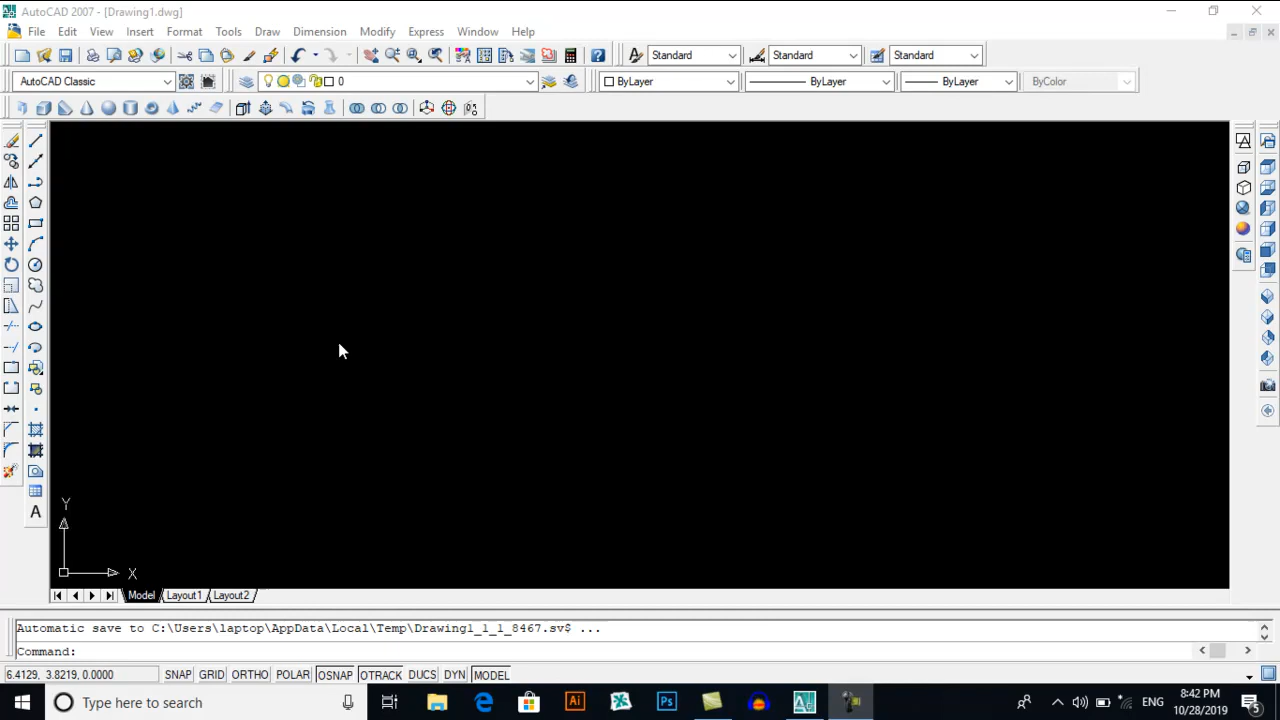 AutoCAD 2007 - [Drawing1.dwg]
File Edit View Insert Format Tools Draw Dimension Modify Express Window Help
Standard Standard Standard
AutoCAD Classic 0 ByLayer ByLayer ByLayer ByColor
A
Y
X
Model Layout1 Layout2
Automatic save to C:\Users\laptop\AppData\Local\Temp\Drawing1_1_1_8467.sv$ ...
Command:
6.4129, 3.8219, 0.0000 SNAP GRID ORTHO POLAR OSNAP OTRACK DUCS DYN MODEL
Type here to search Ai Ps ENG 8:42 PM
10/28/2019 5